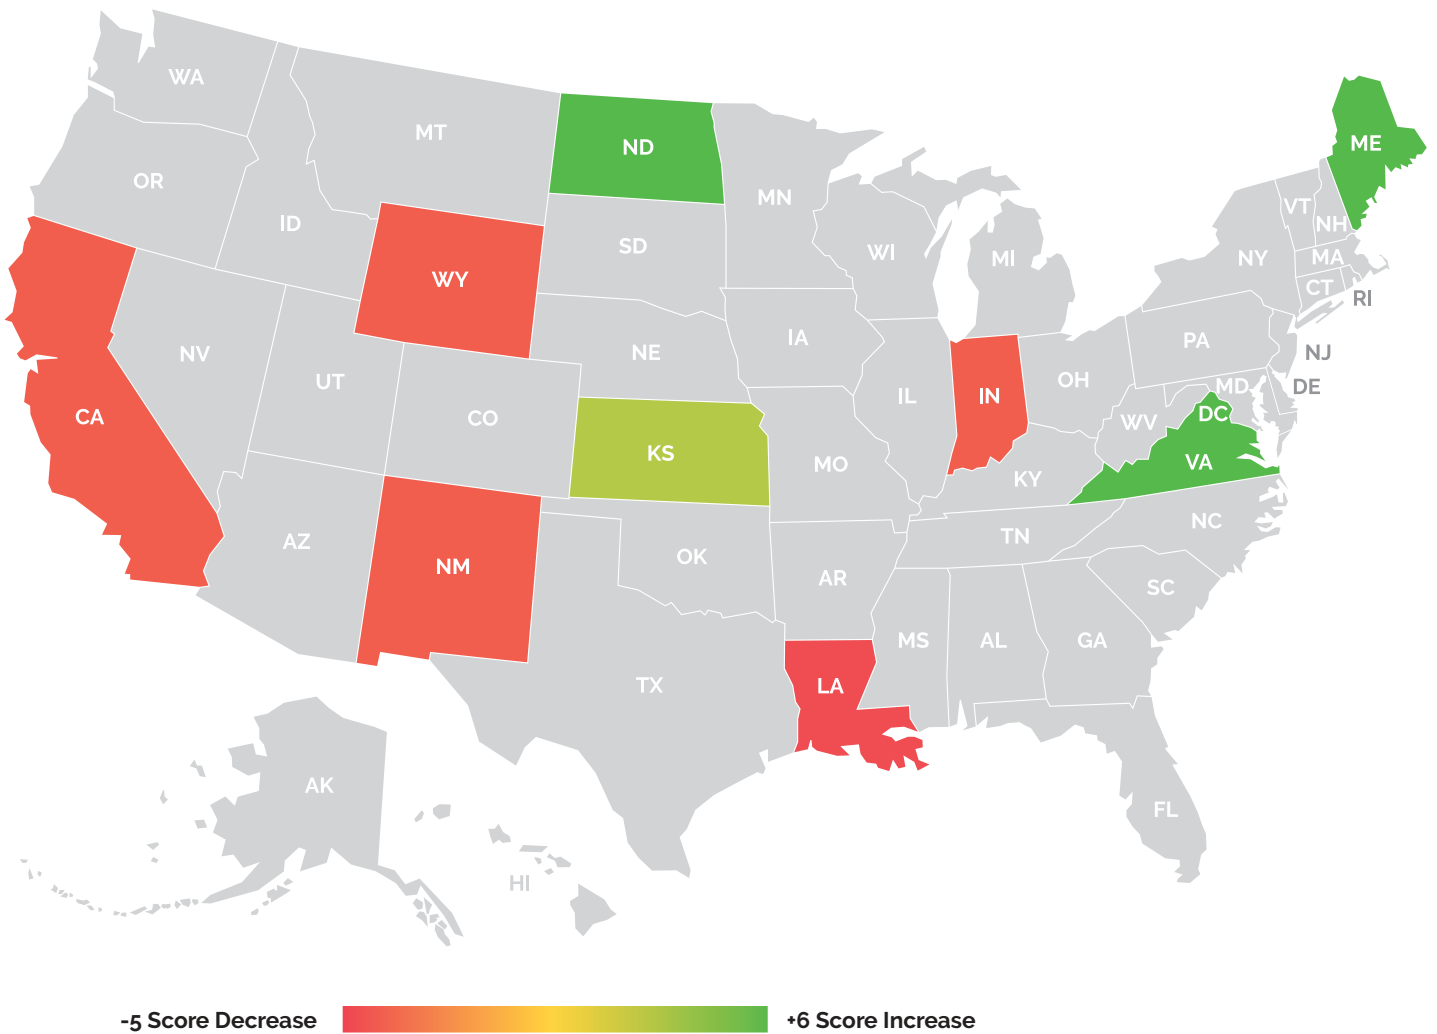 WA
MT
ND
ME
OR
MN
ID
VT
NH
SD
WI
WY
MI
NY
MA
CT
RI
IA
PA
NV
NE
NJ
UT
OH
MD
DE
IN
IL
CO
CA
DC
WV
KS
VA
MO
KY
NC
TN
AZ
OK
NM
AR
SC
MS
AL
GA
TX
LA
AK
FL
HI
-5 Score Decrease
+6 Score Increase